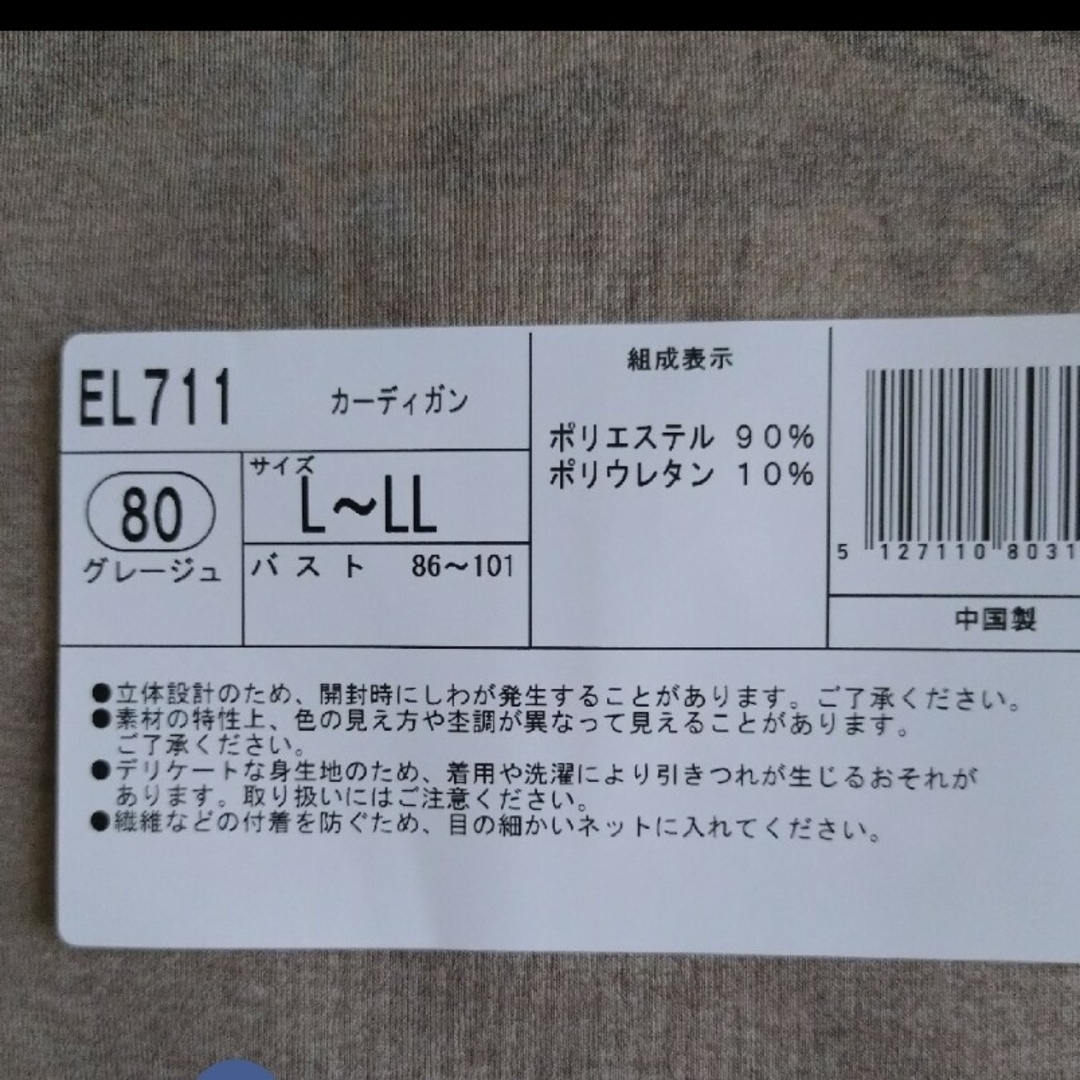 EL711 カーディガン
80
グレージュ
サイズ
L〜LL
バスト 86〜101
組成表示
ポリエステル 90%
ポリウレタン 10%
5 127110 8031
中国製
●立体設計のため、開封時にしわが発生することがあります。ご了承ください。
●素材の特性上、色の見え方や杢調が異なって見えることがあります。
ご了承ください。
●デリケートな身生地のため、着用や洗濯により引きつれが生じるおそれが
あります。取り扱いにはご注意ください。
●繊維などの付着を防ぐため、目の細かいネットに入れてください。